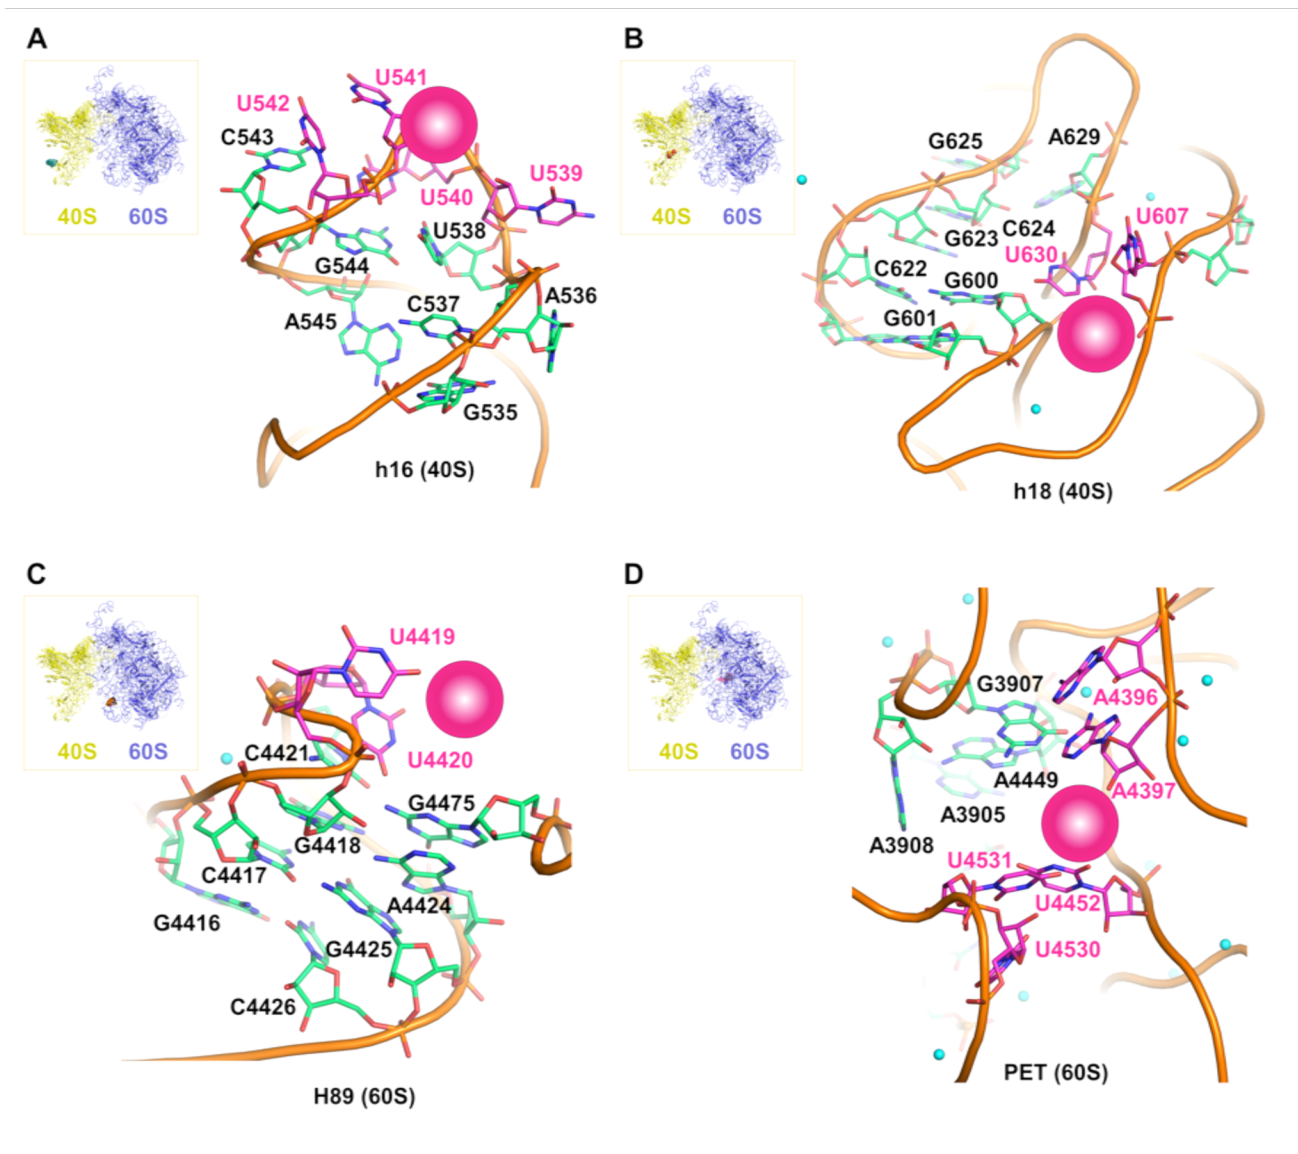 A
U541
U542
C543
U539
U540
U538
G544
C537
A536
A545
G535
40S 60S
h16 (40S)
B
G625
A629
C624
U607
G623
U630
C622
G600
G601
40S 60S
h18 (40S)
C
U4419
C4421
U4420
G4475
G4418
C4417
A4424
G4416
G4425
C4426
40S 60S
H89 (60S)
D
G3907
A4396
A4449
A4397
A3905
A3908
U4531
U4452
U4530
40S 60S
PET (60S)